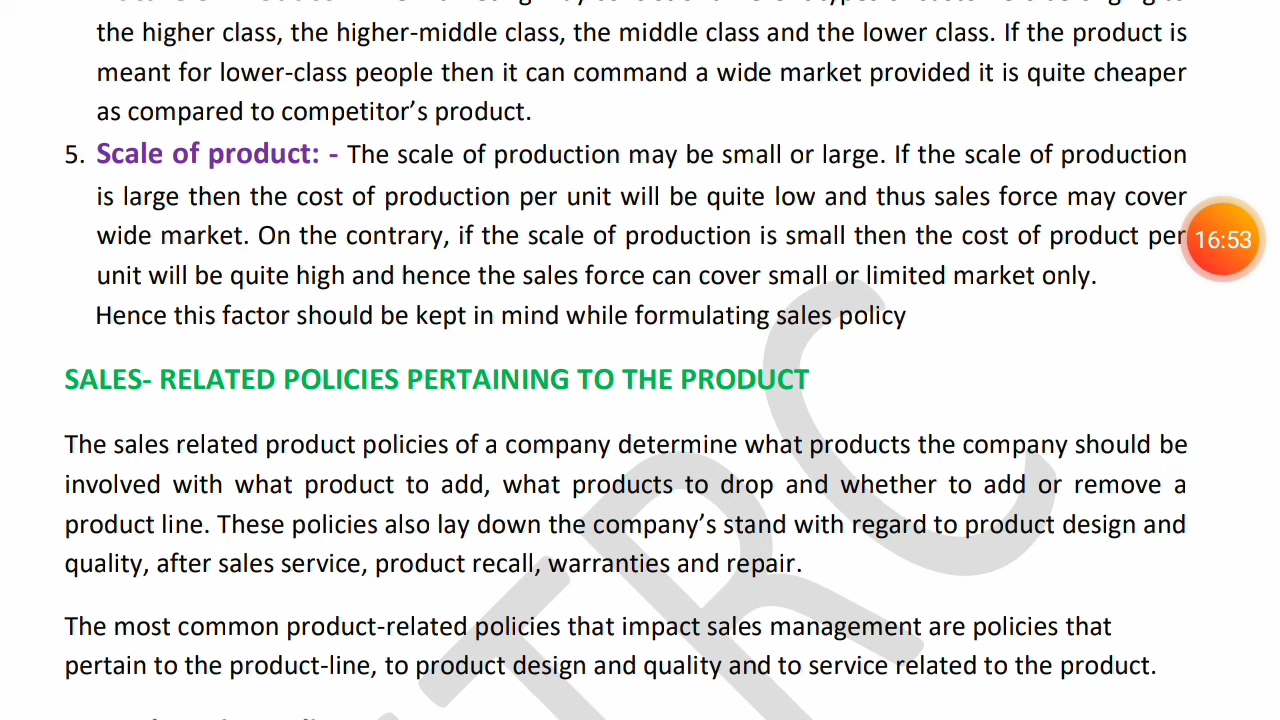 the higher class, the higher-middle class, the middle class and the lower class. If the product is
meant for lower-class people then it can command a wide market provided it is quite cheaper
as compared to competitor’s product.
5. Scale of product: - The scale of production may be small or large. If the scale of production
is large then the cost of production per unit will be quite low and thus sales force may cover
wide market. On the contrary, if the scale of production is small then the cost of product per
unit will be quite high and hence the sales force can cover small or limited market only.
16:53
Hence this factor should be kept in mind while formulating sales policy
SALES- RELATED POLICIES PERTAINING TO THE PRODUCT
The sales related product policies of a company determine what products the company should be
involved with what product to add, what products to drop and whether to add or remove a
product line. These policies also lay down the company’s stand with regard to product design and
quality, after sales service, product recall, warranties and repair.
The most common product-related policies that impact sales management are policies that
pertain to the product-line, to product design and quality and to service related to the product.
TRC